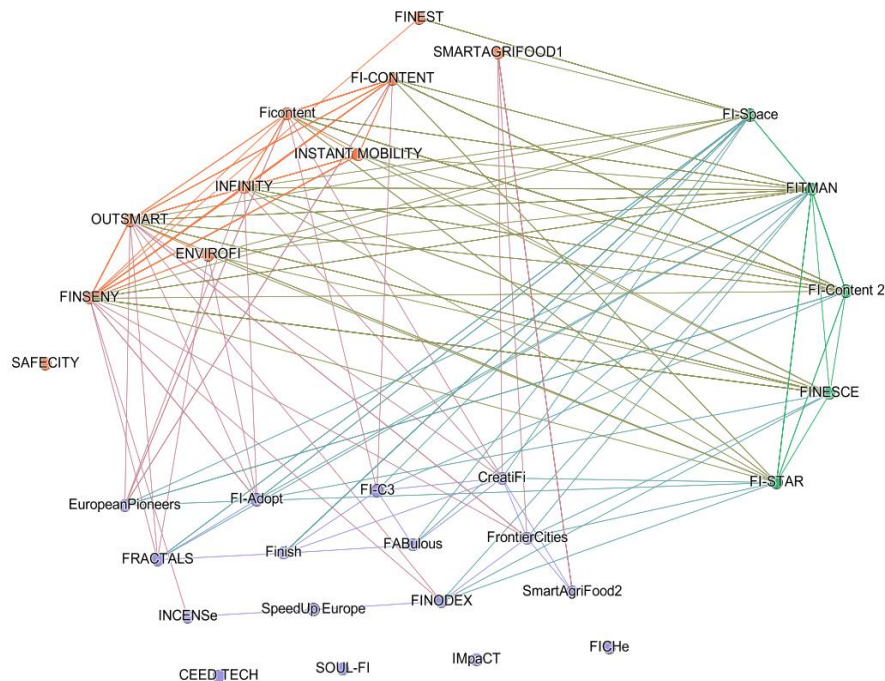 FINEST
SMARTAGRIFOOD1
FI-CONTENT
Ficontent
FI-Space
INSTANT MOBILITY
INFINITY
FITMAN
OUTSMART
ENVIROFI
FI-Content 2
FINSENY
SAFECITY
FINESCE
CreatiFi
FI-STAR
FI-C3
FI-Adopt
EuropeanPioneers
FrontierCities
FABulous
Finish
FRACTALS
SmartAgriFood2
FINODEX
SpeedUp Europe
INCENSe
FICHe
IMpaCT
SOUL-FI
CEED TECH